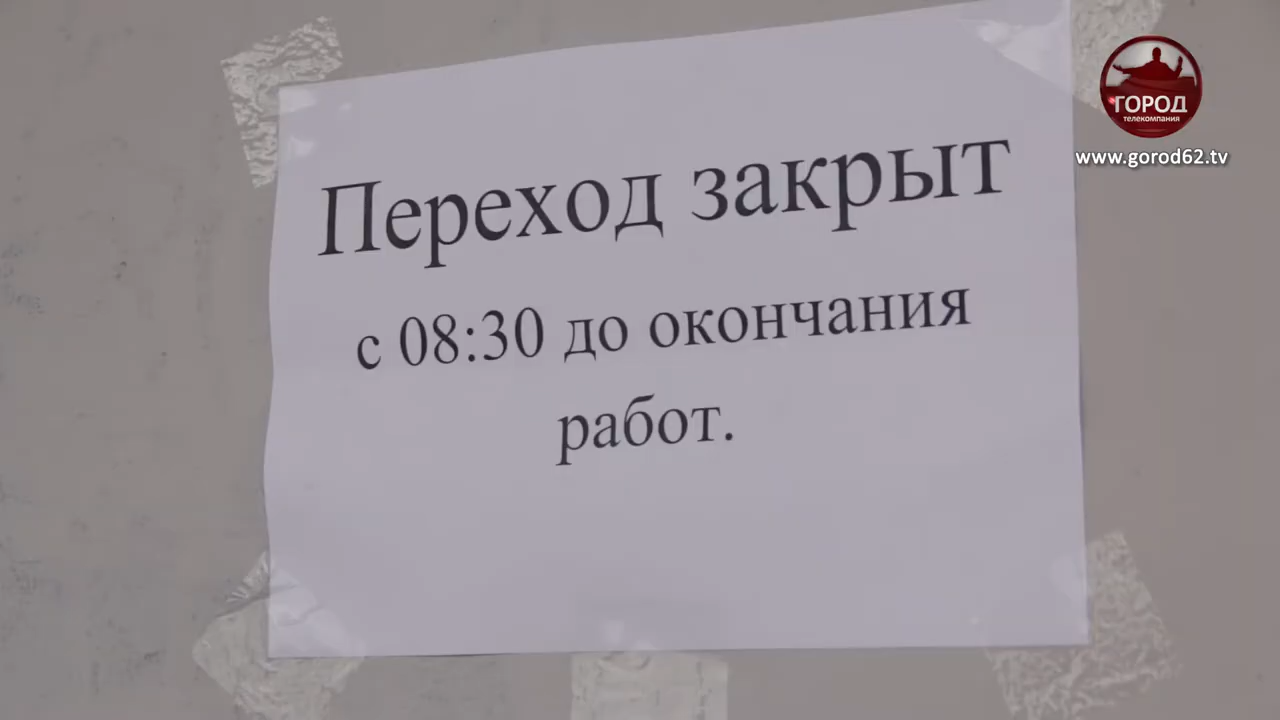 Переход закрыт
с 08:30 до окончания
работ.
ГОРОД
телекомпания
www.gorod62.tv